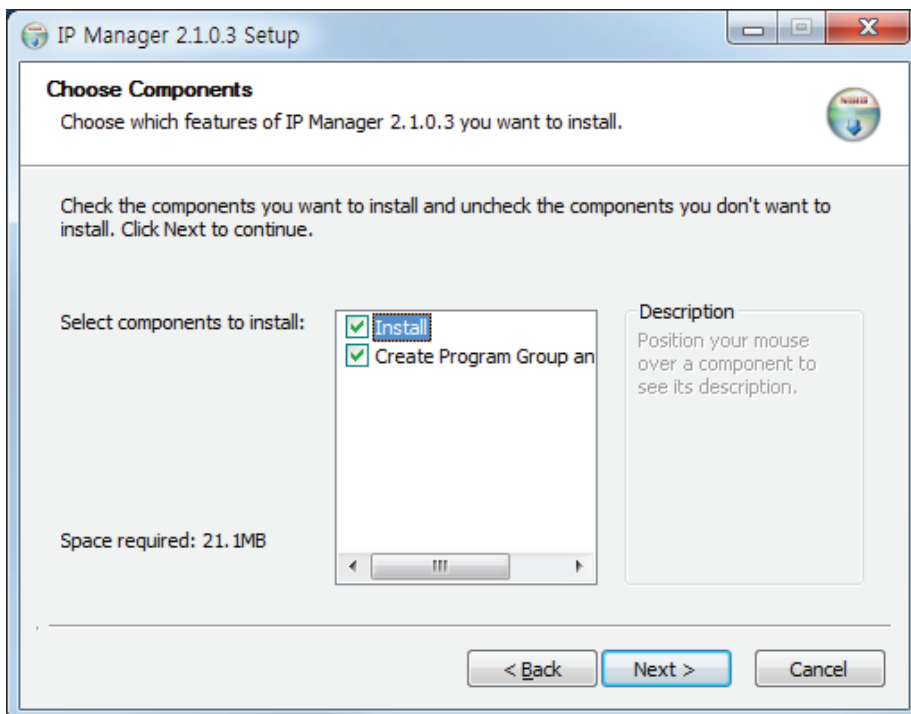 IP Manager 2.1.0.3 Setup
Choose Components
Choose which features of IP Manager 2.1.0.3 you want to install.
Check the components you want to install and uncheck the components you don't want to
install. Click Next to continue.
Select components to install:
Install
Create Program Group an
Description
Position your mouse
over a component to
see its description.
Space required: 21.1MB
< Back
Next >
Cancel